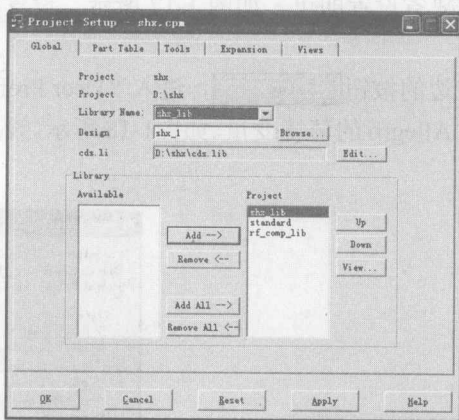 Project Setup - shx.cpm
Global Part Table Tools Expansion Views
Project shx
Project D:\shx
Library Name: shx_lib
Design shx_1 Browse...
cds.li D:\shx\cds.lib Edit...
Library
Available Project
shx_lib
standard
rf_comp_lib
Add -->
Remove <--
Add All -->
Remove All <--
Up
Down
View...
OK Cancel Reset Apply Help